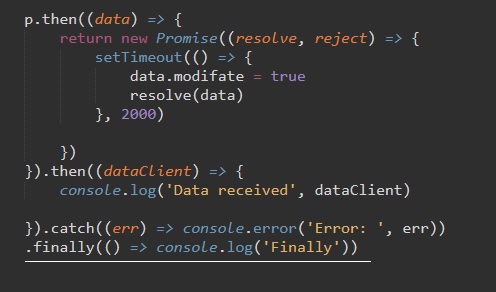 p.then((data) => {
return new Promise((resolve, reject) => {
setTimeout(() => {
data.modifate = true
resolve(data)
}, 2000)
})
}).then((dataClient) => {
console.log('Data received', dataClient)
}).catch((err) => console.error('Error: ', err))
.finally(() => console.log('Finally'))